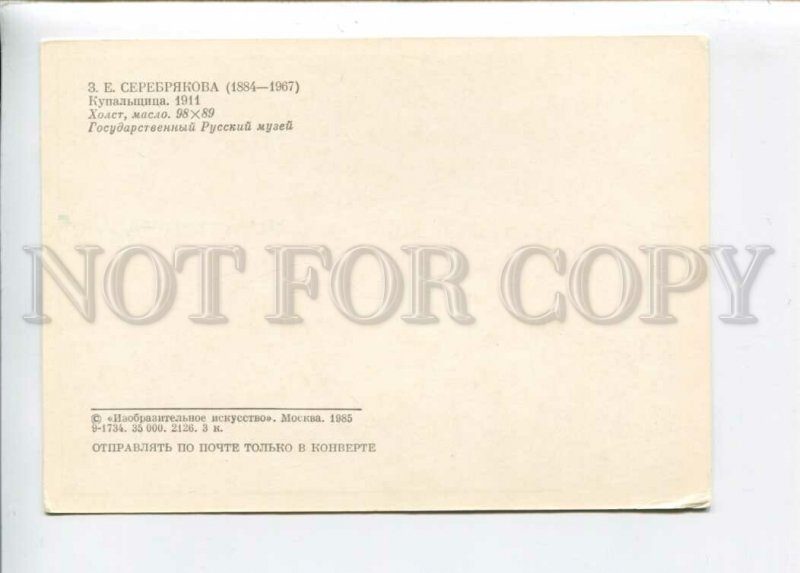 З. Е. СЕРЕБРЯКОВА (1884—1967)
Купальщица. 1911
Холст, масло. 98×89
Государственный Русский музей
NOT FOR COPY
© «Изобразительное искусство». Москва. 1985
9-1734. 35 000. 2126. 3 к.
ОТПРАВЛЯТЬ ПО ПОЧТЕ ТОЛЬКО В КОНВЕРТЕ